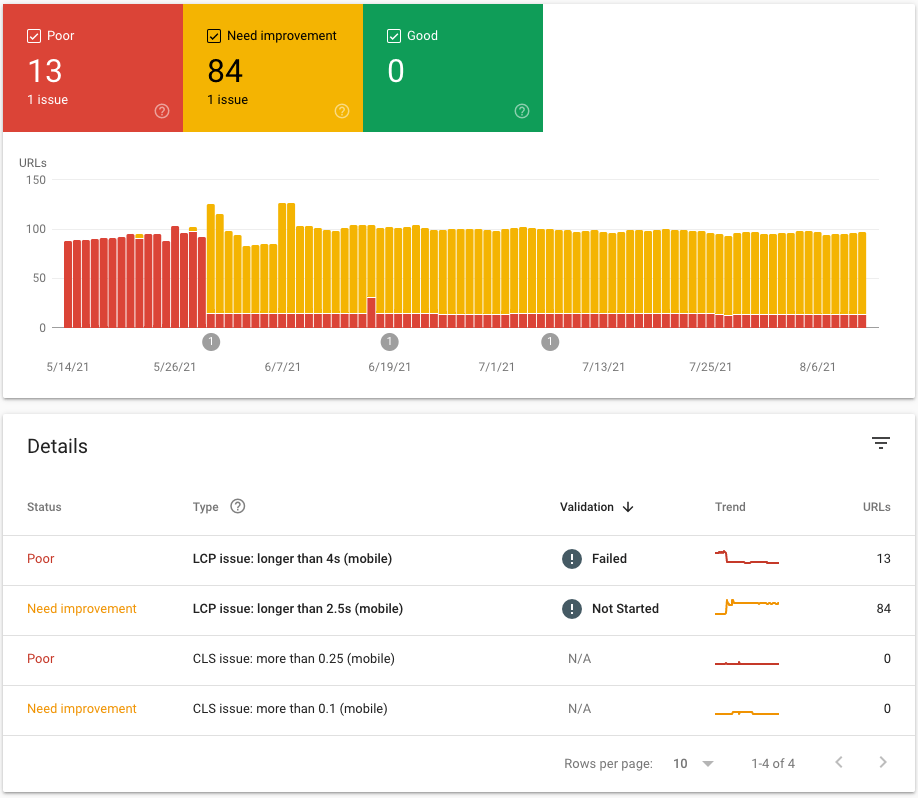 Poor
13
1 issue
Need improvement
84
1 issue
Good
0
URLs
150
100
50
0
1 1 1
5/14/21 5/26/21 6/7/21 6/19/21 7/1/21 7/13/21 7/25/21 8/6/21
Details
Status Type Validation Trend URLs
Poor LCP issue: longer than 4s (mobile) Failed 13
Need improvement LCP issue: longer than 2.5s (mobile) Not Started 84
Poor CLS issue: more than 0.25 (mobile) N/A 0
Need improvement CLS issue: more than 0.1 (mobile) N/A 0
Rows per page: 10 1-4 of 4